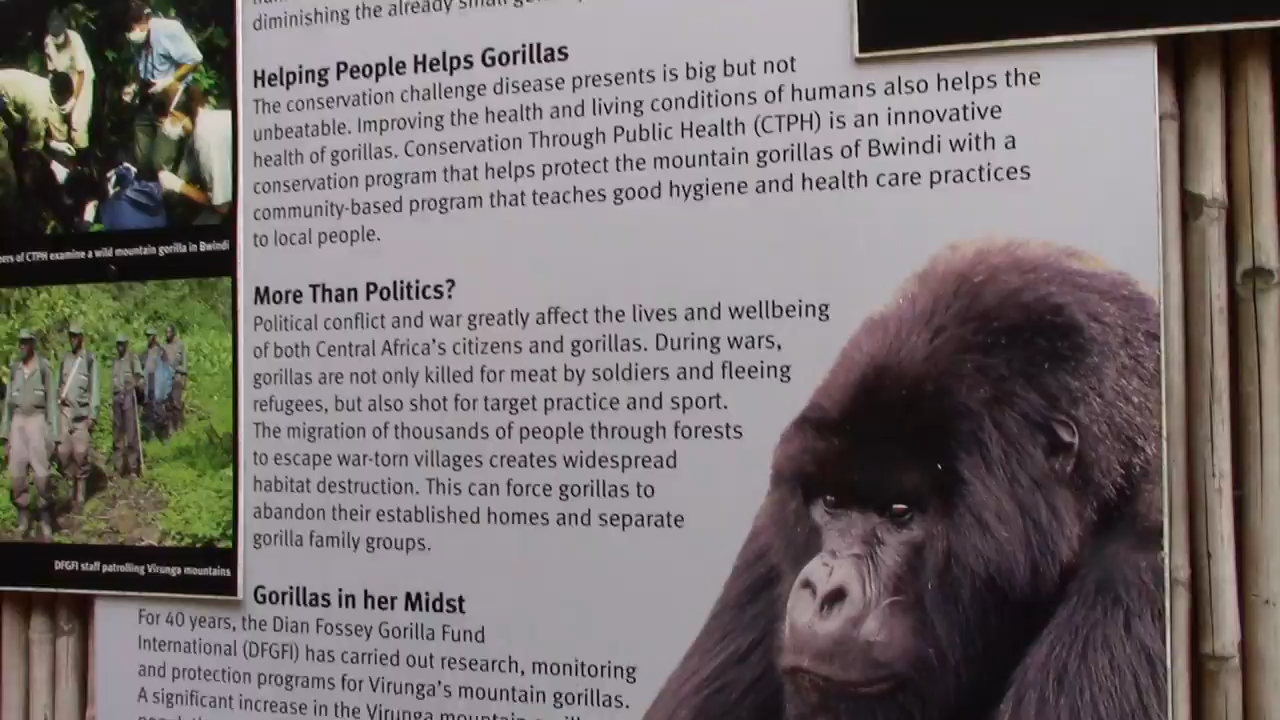 diminishing the already small
Helping People Helps Gorillas
The conservation challenge disease presents is big but not
unbeatable. Improving the health and living conditions of humans also helps the
health of gorillas. Conservation Through Public Health (CTPH) is an innovative
conservation program that helps protect the mountain gorillas of Bwindi with a
community-based program that teaches good hygiene and health care practices
to local people.
of CTPH examine a wild mountain gorilla in Bwindi
More Than Politics?
Political conflict and war greatly affect the lives and wellbeing
of both Central Africa's citizens and gorillas. During wars,
gorillas are not only killed for meat by soldiers and fleeing
refugees, but also shot for target practice and sport.
The migration of thousands of people through forests
to escape war-torn villages creates widespread
habitat destruction. This can force gorillas to
abandon their established homes and separate
gorilla family groups.
DFGFI staff patrolling Virunga mountains
Gorillas in her Midst
For 40 years, the Dian Fossey Gorilla Fund
International (DFGFI) has carried out research, monitoring
and protection programs for Virunga's mountain gorillas.
A significant increase in the Virunga mountain